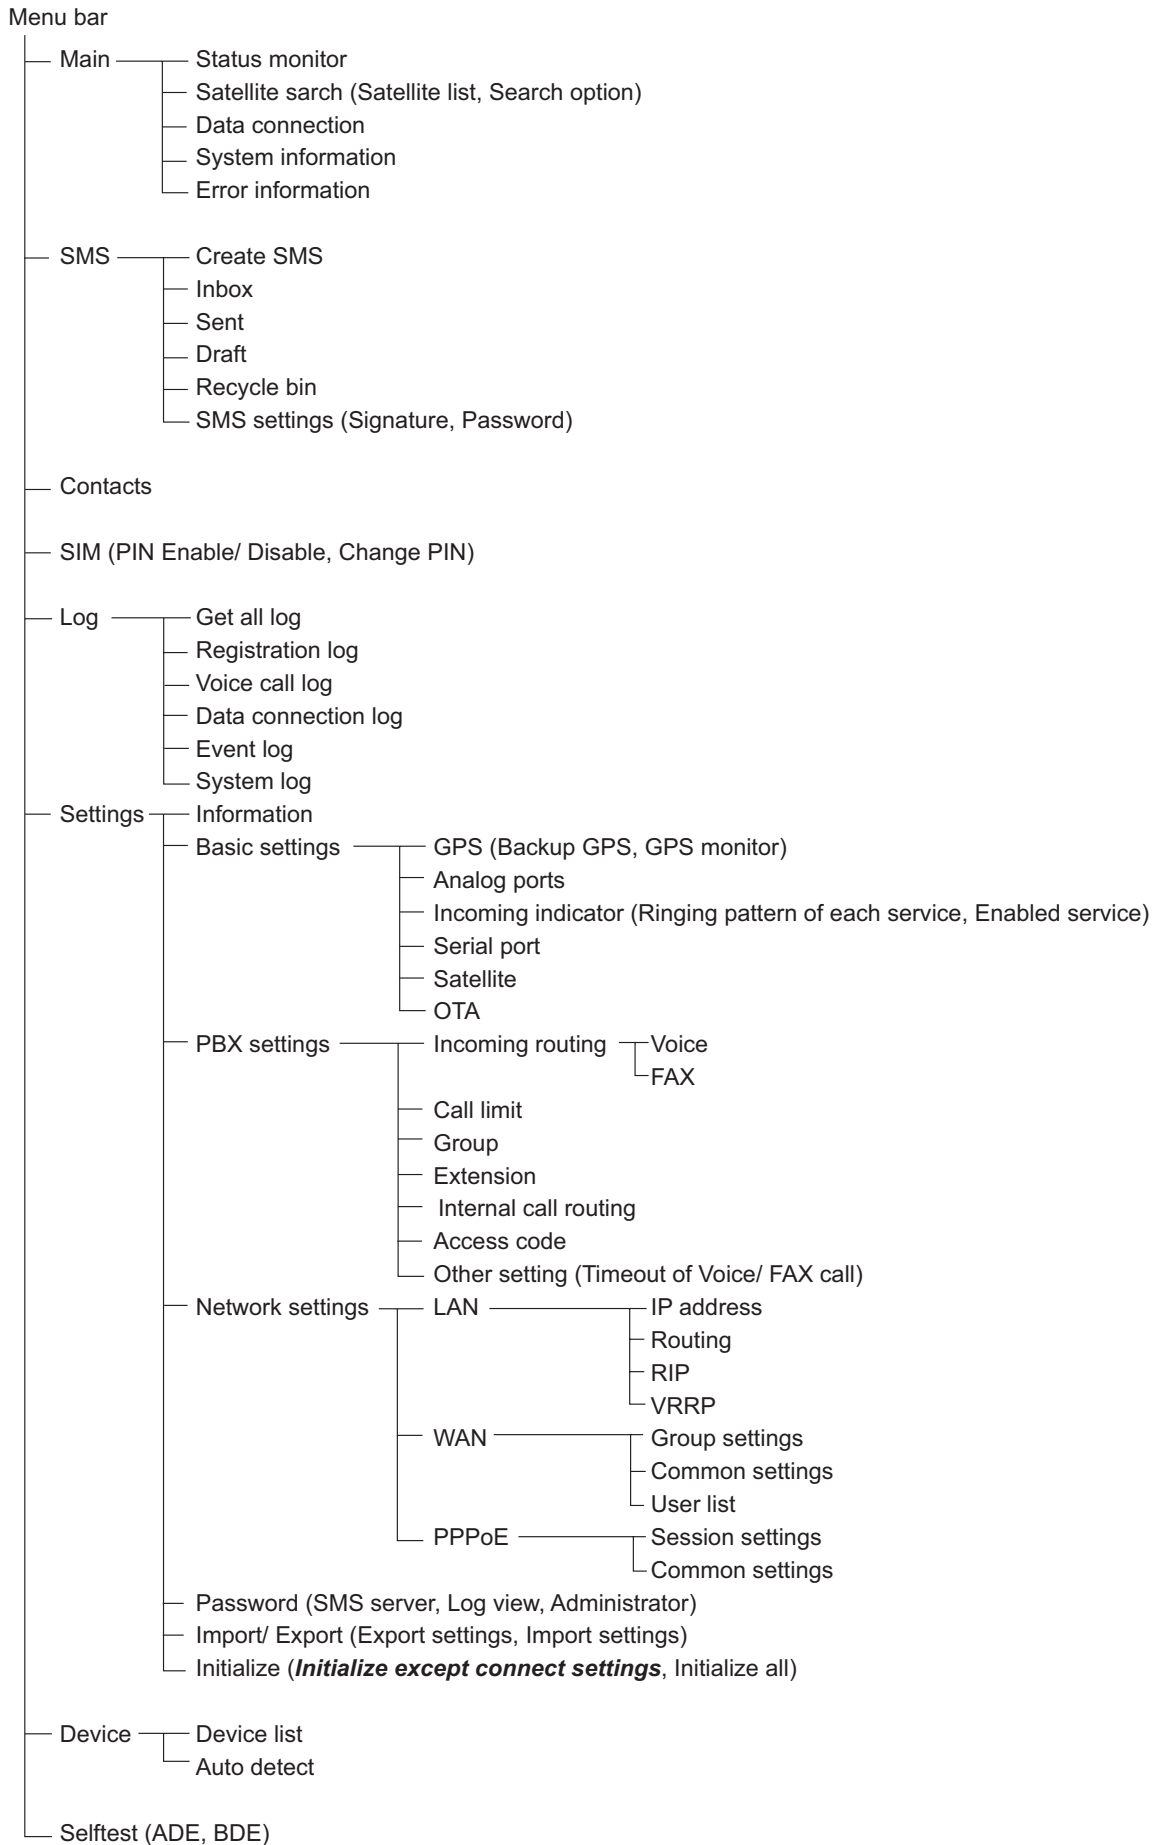 Menu bar
Main
Status monitor
Satellite sarch (Satellite list, Search option)
Data connection
System information
Error information
SMS
Create SMS
Inbox
Sent
Draft
Recycle bin
SMS settings (Signature, Password)
Contacts
SIM (PIN Enable/ Disable, Change PIN)
Log
Get all log
Registration log
Voice call log
Data connection log
Event log
System log
Settings
Information
Basic settings
GPS (Backup GPS, GPS monitor)
Analog ports
Incoming indicator (Ringing pattern of each service, Enabled service)
Serial port
Satellite
OTA
PBX settings
Incoming routing
Voice
FAX
Call limit
Group
Extension
Internal call routing
Access code
Other setting (Timeout of Voice/ FAX call)
Network settings
LAN
IP address
Routing
RIP
VRRP
WAN
Group settings
Common settings
User list
PPPoE
Session settings
Common settings
Password (SMS server, Log view, Administrator)
Import/ Export (Export settings, Import settings)
Initialize (Initialize except connect settings, Initialize all)
Device
Device list
Auto detect
Selftest (ADE, BDE)